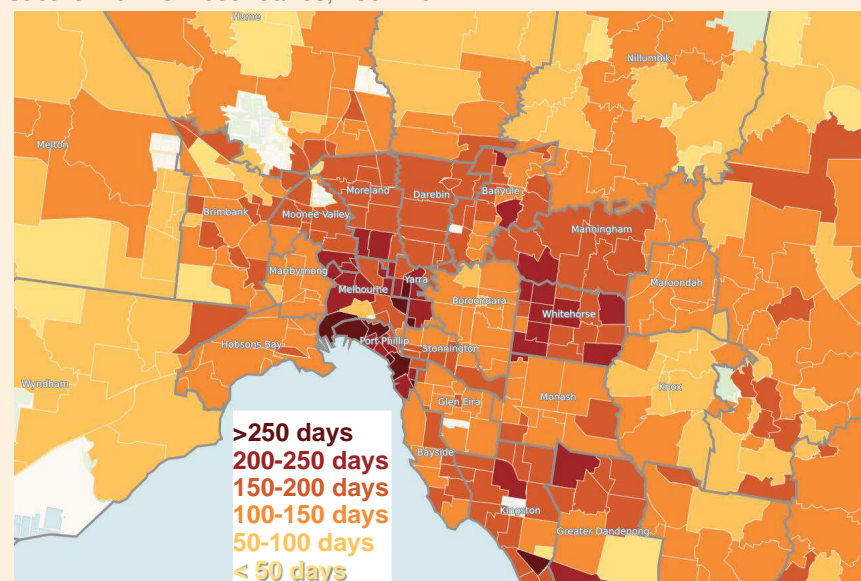 Hume
Nillumbik
Melton
Moreland
Darebin
Banyule
Brimbank
Moonee Valley
Manningham
Maribyrnong
Melbourne
Yarra
Boroondara
Maroondah
Whitehorse
Hobsons Bay
Port Phillip
Stonnington
Wyndham
Knox
Glen Eira
Monash
Bayside
Kingston
Greater Dandenong
>250 days
200-250 days
150-200 days
100-150 days
50-100 days
< 50 days